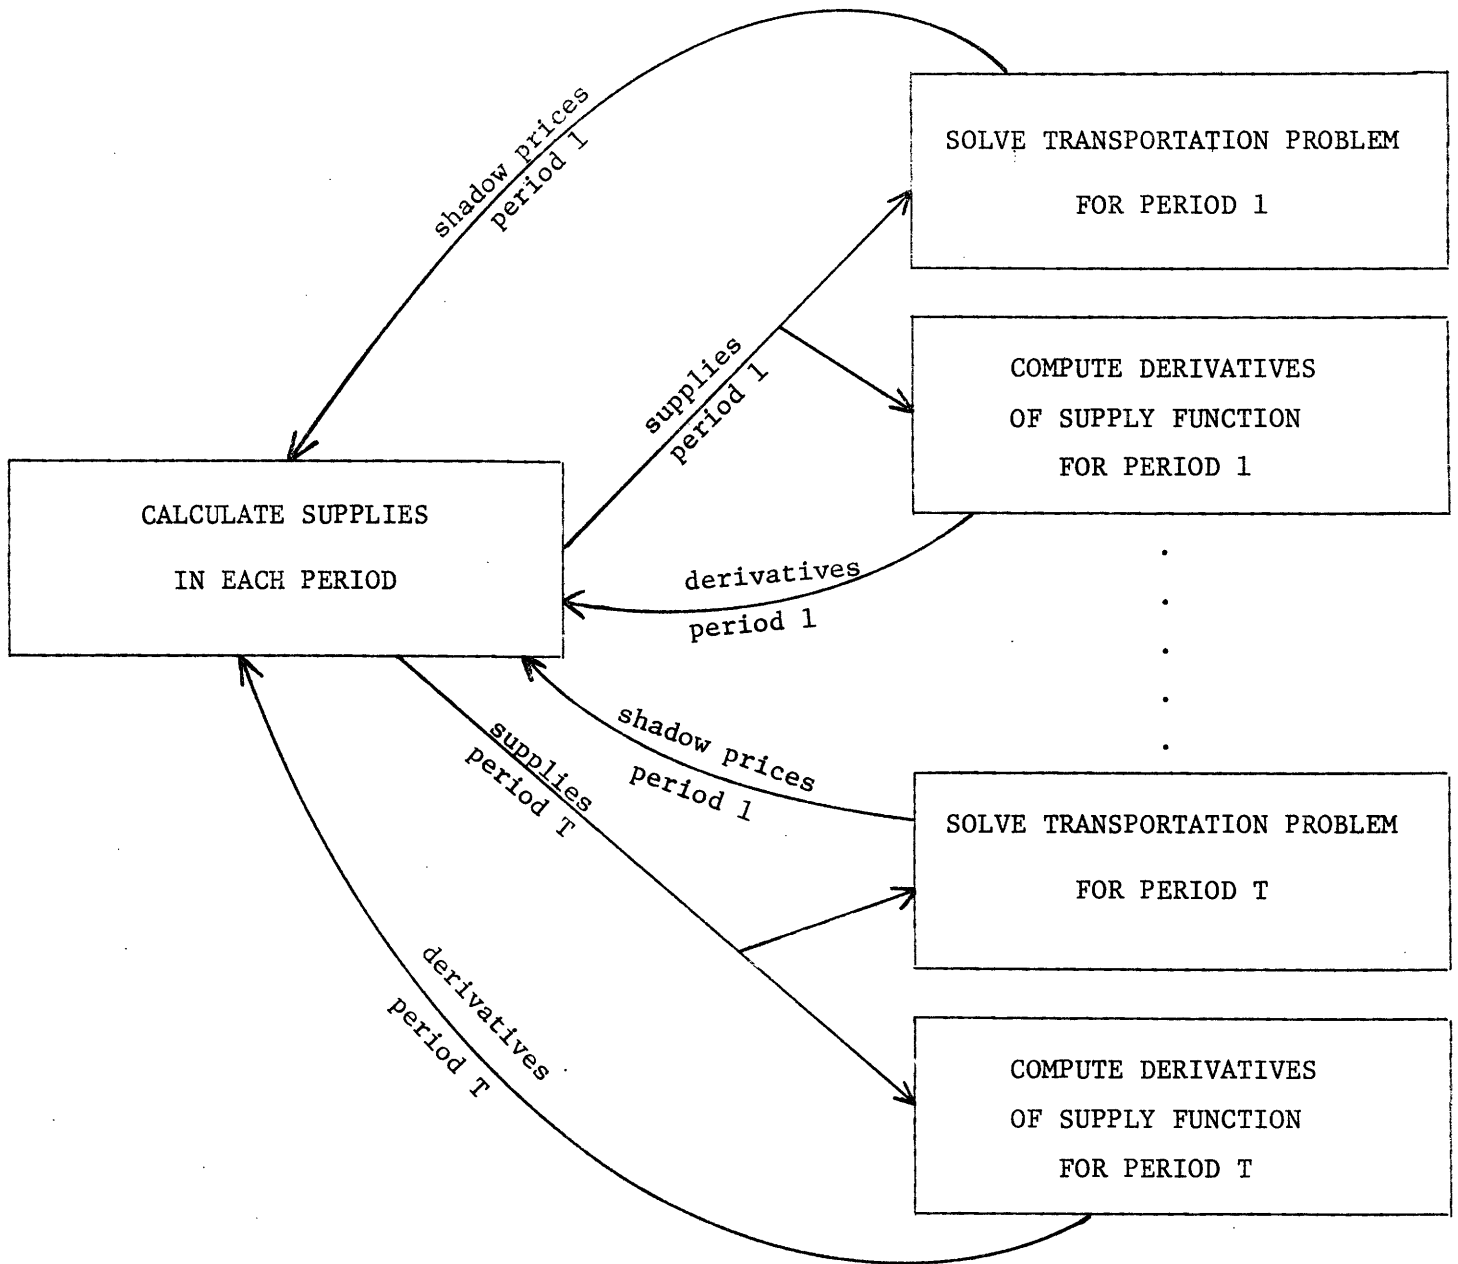 shadow prices
period 1
SOLVE TRANSPORTATION PROBLEM
FOR PERIOD 1
supplies
period 1
COMPUTE DERIVATIVES
OF SUPPLY FUNCTION
FOR PERIOD 1
CALCULATE SUPPLIES
IN EACH PERIOD
derivatives
period 1
shadow prices
period 1
supplies
period T
SOLVE TRANSPORTATION PROBLEM
FOR PERIOD T
derivatives
period T
COMPUTE DERIVATIVES
OF SUPPLY FUNCTION
FOR PERIOD T